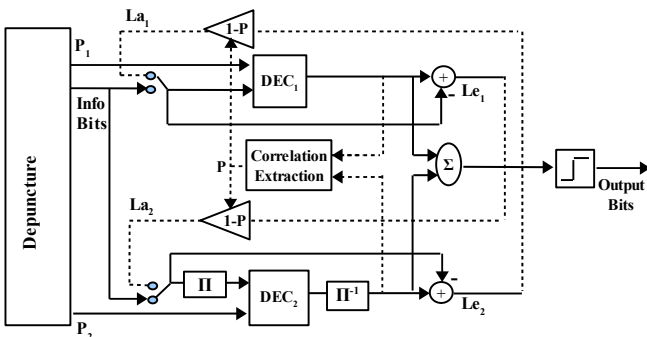 La₁
1-P
P₁
DEC₁
+
-
Le₁
Info
Bits
Depuncture
P
Correlation
Extraction
Σ
Output
Bits
La₂
1-P
Π
DEC₂
Π⁻¹
+
-
Le₂
P₂